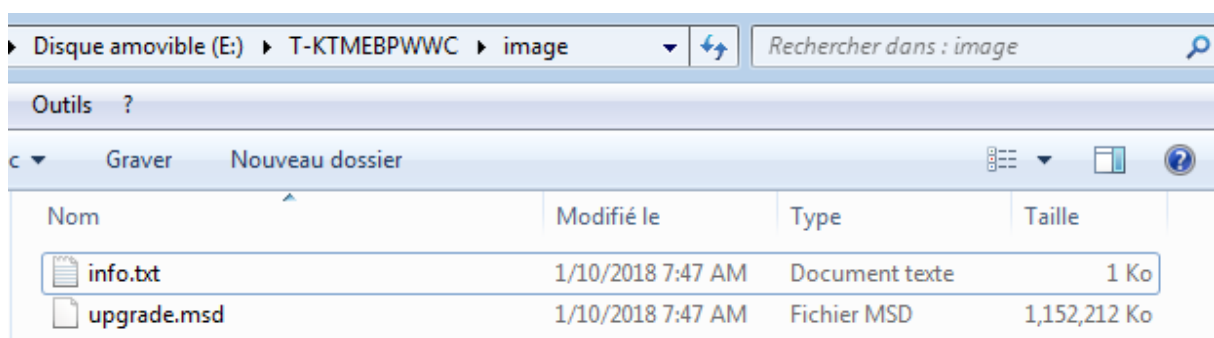 Disque amovible (E:) T-KTMEBPWWC image Rechercher dans : image
Outils ?
c Graver Nouveau dossier ?
Nom Modifié le Type Taille
info.txt 1/10/2018 7:47 AM Document texte 1 Ko
upgrade.msd 1/10/2018 7:47 AM Fichier MSD 1,152,212 Ko